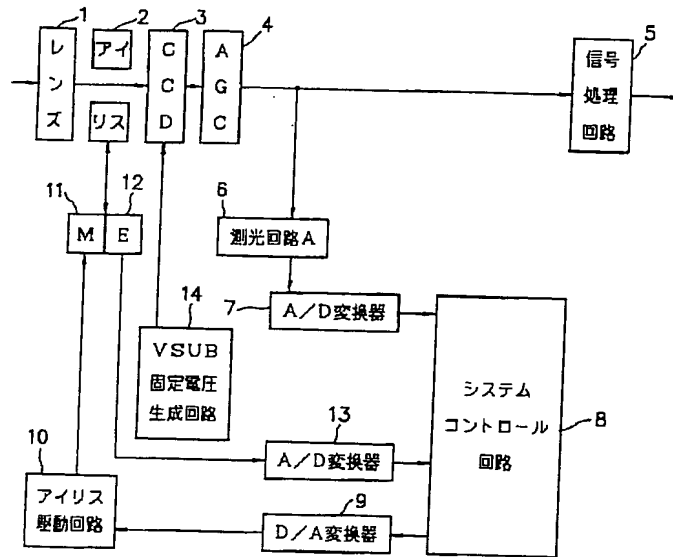 1
レンズ
2
アイ
リス
3
CCD
4
AGC
5
信号
処理
回路
11
M
12
E
6
測光回路A
7
A/D変換器
14
VSUB
固定電圧
生成回路
システム
コントロール
回路
8
13
A/D変換器
10
アイリス
駆動回路
9
D/A変換器